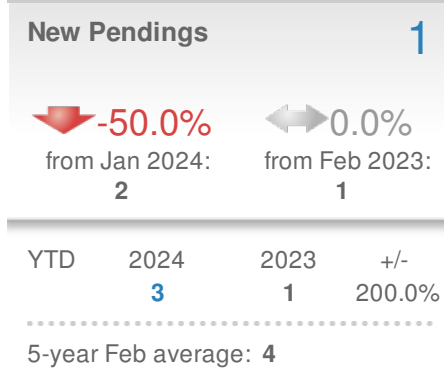 New Pendings 1
-50.0% 0.0%
from Jan 2024: from Feb 2023:
2 1
YTD 2024 2023 +/-
3 1 200.0%
5-year Feb average: 4